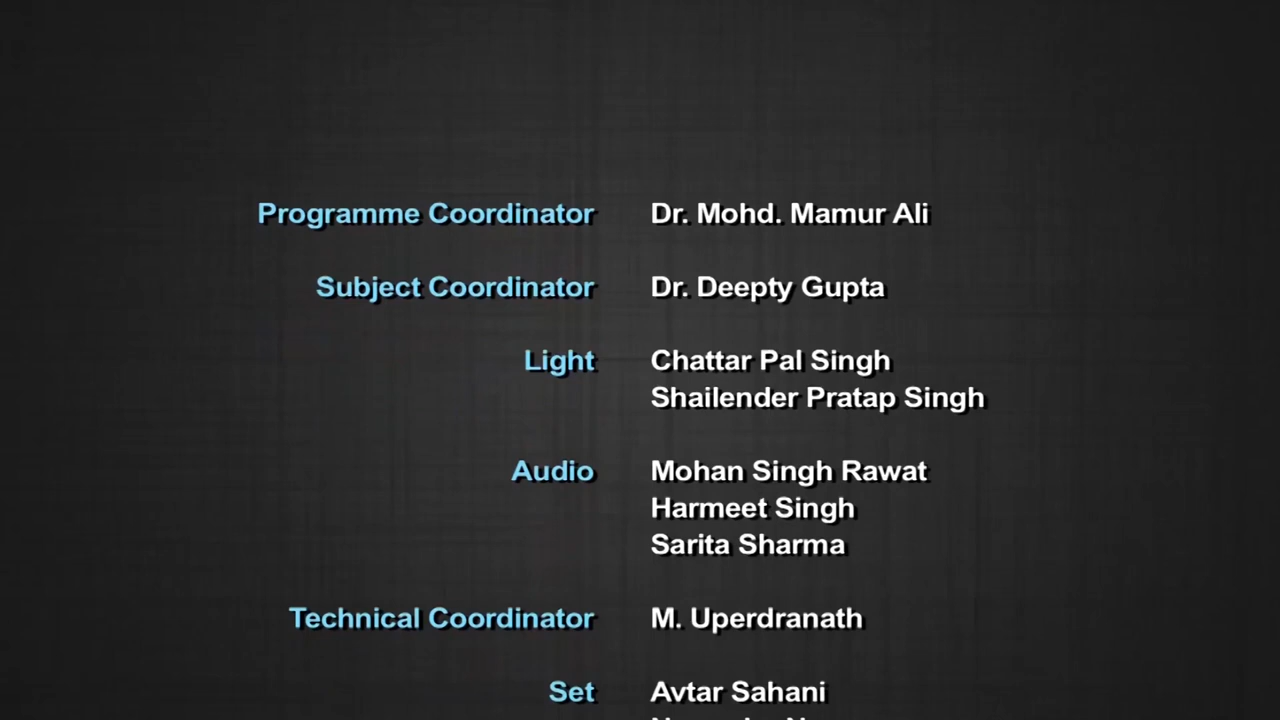 Programme Coordinator Dr. Mohd. Mamur Ali
Subject Coordinator Dr. Deepty Gupta
Light Chattar Pal Singh
Shailender Pratap Singh
Audio Mohan Singh Rawat
Harmeet Singh
Sarita Sharma
Technical Coordinator M. Uperdranath
Set Avtar Sahani